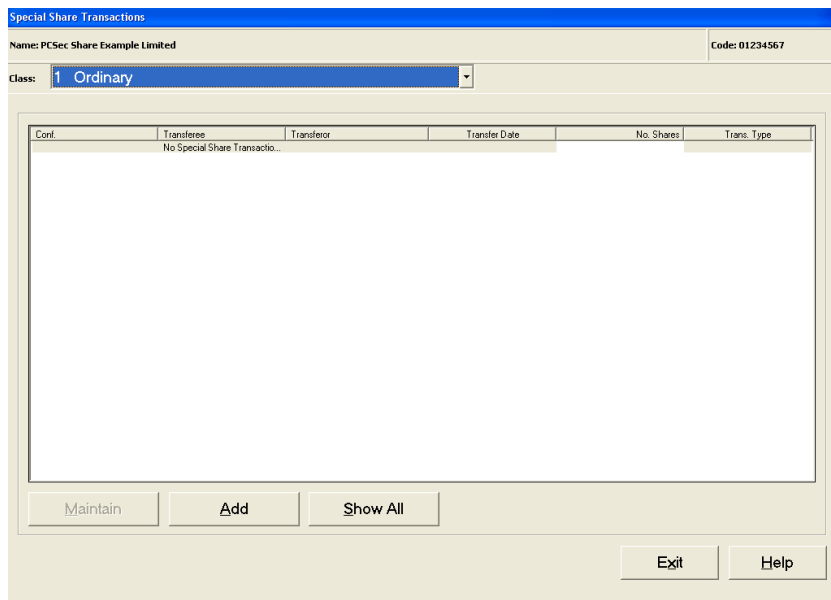 Special Share Transactions
Name: PCSec Share Example Limited Code: 01234567
Class: 1 Ordinary
Conf. Transferee Transferor Transfer Date No. Shares Trans. Type
No Special Share Transactio...
Maintain Add Show All
Exit Help